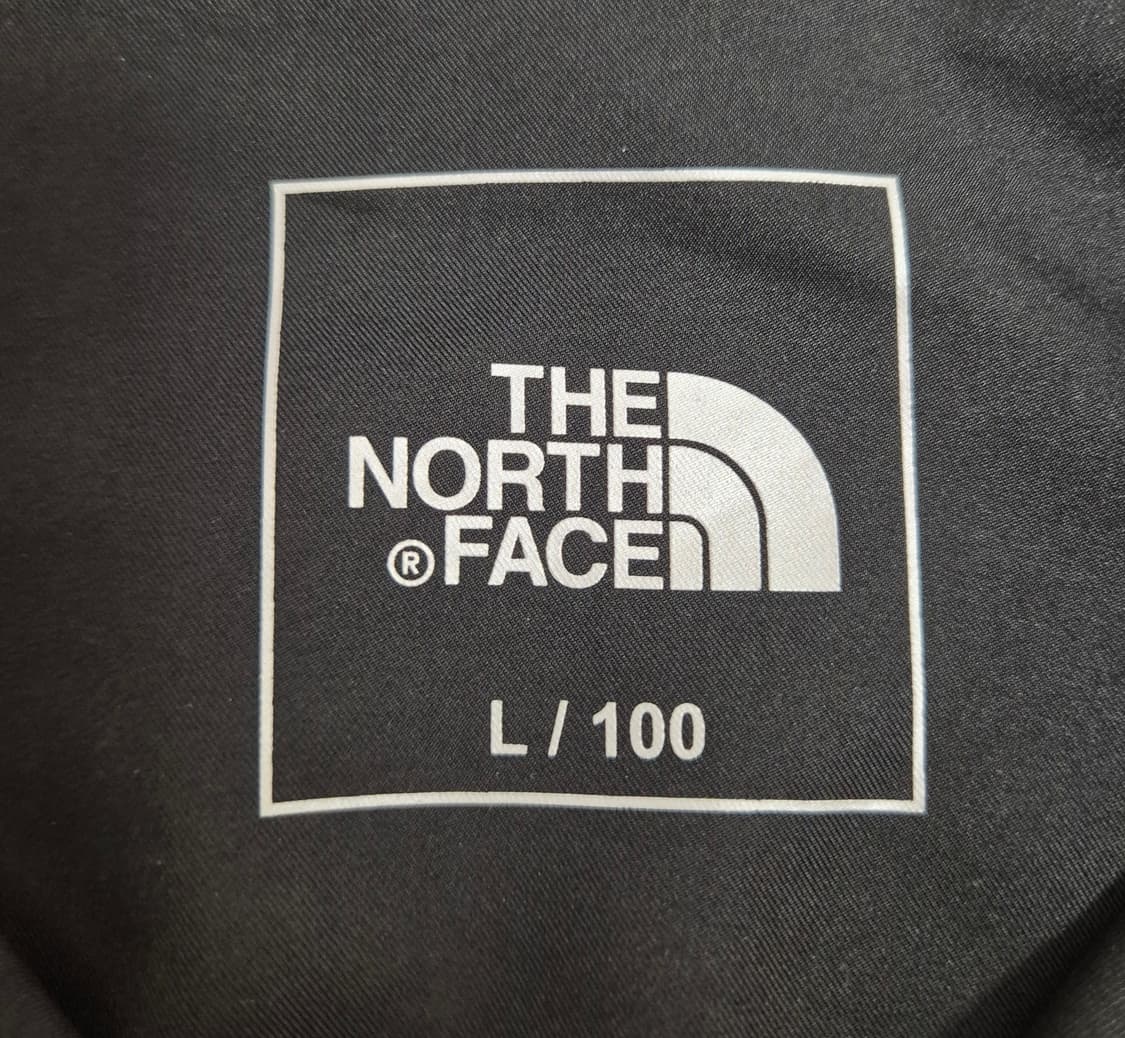 THE
NORTH
®FACE
L / 100